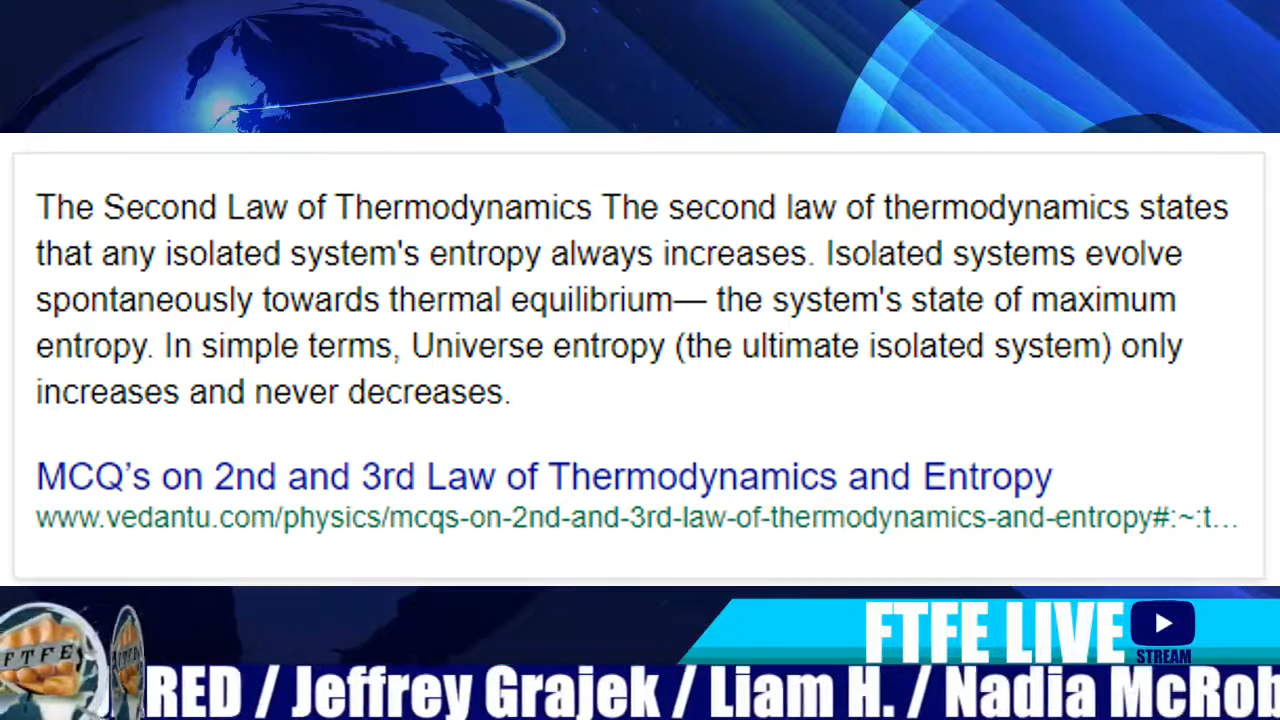 The Second Law of Thermodynamics The second law of thermodynamics states
that any isolated system's entropy always increases. Isolated systems evolve
spontaneously towards thermal equilibrium— the system's state of maximum
entropy. In simple terms, Universe entropy (the ultimate isolated system) only
increases and never decreases.
MCQ’s on 2nd and 3rd Law of Thermodynamics and Entropy
www.vedantu.com/physics/mcqs-on-2nd-and-3rd-law-of-thermodynamics-and-entropy#:~:t...
FTFE LIVE
STREAM
FTFE
RED / Jeffrey Grajek / Liam H. / Nadia McRob